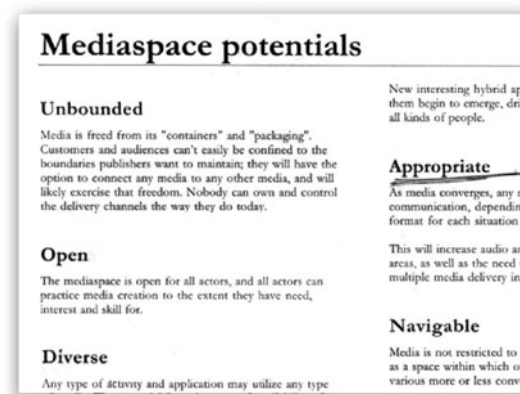 Mediaspace potentials
Unbounded
Media is freed from its "containers" and "packaging".
Customers and audiences can't easily be confined to the
boundaries publishers want to maintain; they will have the
option to connect any media to any other media, and will
likely exercise that freedom. Nobody can own and control
the delivery channels the way they do today.
Open
The mediaspace is open for all actors, and all actors can
practice media creation to the extent they have need,
interest and skill for.
Diverse
Any type of activity and application may utilize any type
New interesting hybrid ap
them begin to emerge, dri
all kinds of people.
Appropriate
As media converges, any
communication, dependin
format for each situation
This will increase audio a
areas, as well as the need
multiple media delivery in
Navigable
Media is not restricted to
as a space within which o
various more or less conv